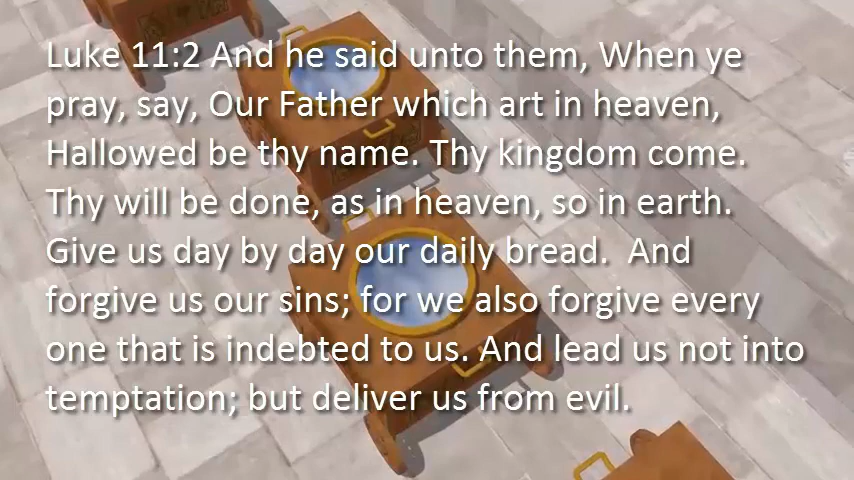 Luke 11:2 And he said unto them, When ye
pray, say, Our Father which art in heaven,
Hallowed be thy name. Thy kingdom come.
Thy will be done, as in heaven, so in earth.
Give us day by day our daily bread.  And
forgive us our sins; for we also forgive every
one that is indebted to us. And lead us not into
temptation; but deliver us from evil.